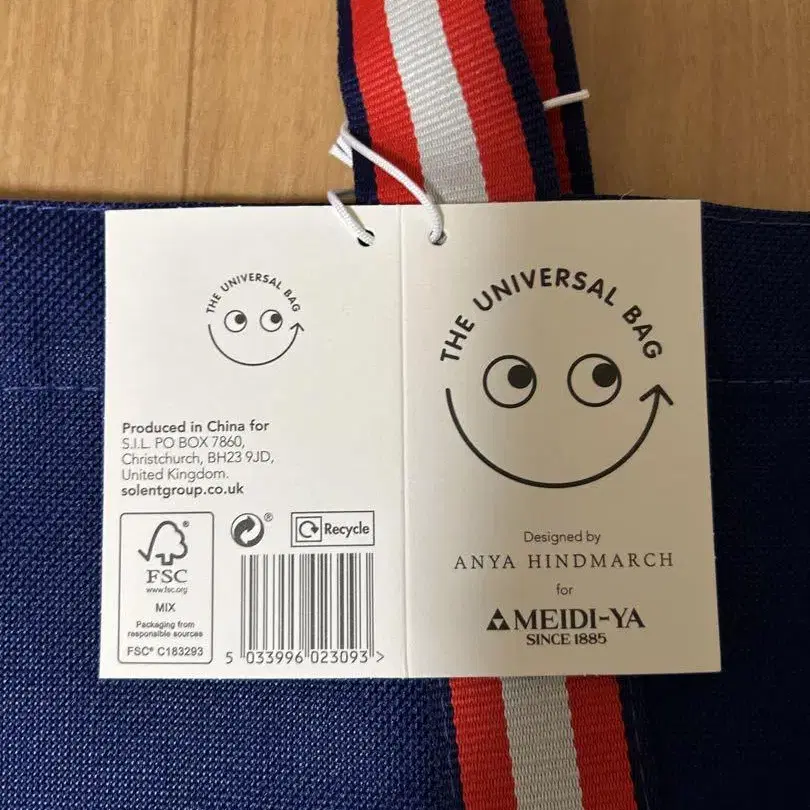 THE UNIVERSAL BAG
Produced in China for
S.I.L. PO BOX 7860,
Christchurch, BH23 9JD,
United Kingdom.
solentgroup.co.uk
®
FSC
www.fsc.org
MIX
Packaging from
responsible sources
FSC® C183293
®
Recycle
5 033996 023093 >
THE UNIVERSAL BAG
Designed by
ANYA HINDMARCH
for
MEIDI-YA
SINCE 1885